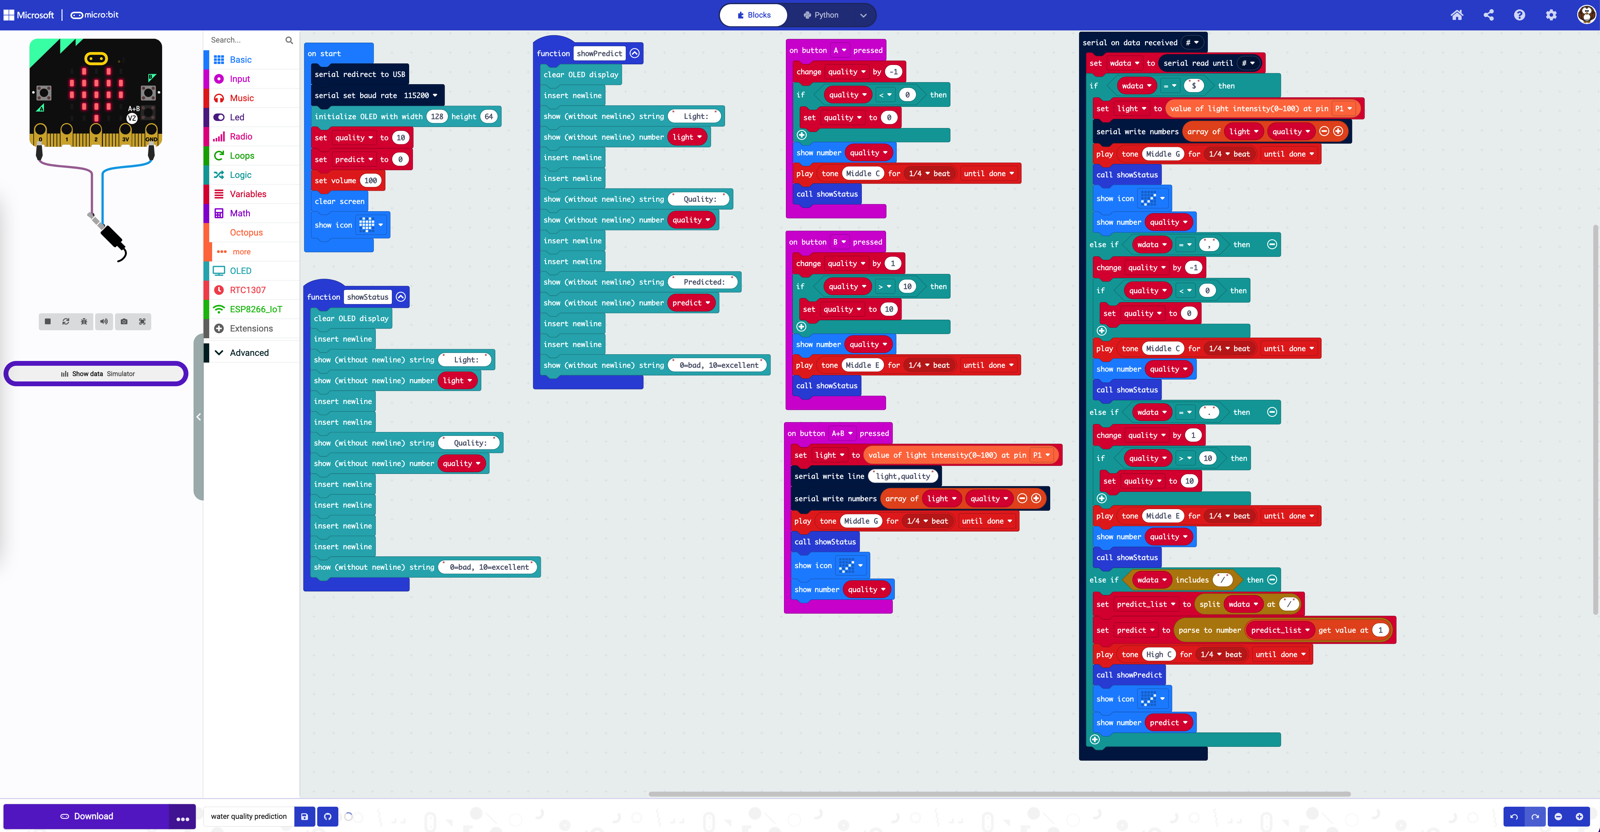 Microsoft
micro:bit
Blocks
Python
A+B
V2
0 1 2 3V GND
Show data Simulator
Search...
Basic
Input
Music
Led
Radio
Loops
Logic
Variables
Math
Octopus
more
OLED
RTC1307
ESP8266_IoT
Extensions
Advanced
on start
serial redirect to USB
serial set baud rate 115200
initialize OLED with width 128 height 64
set quality to 10
set predict to 0
set volume 100
clear screen
show icon
function showStatus
clear OLED display
insert newline
show (without newline) string " Light: "
show (without newline) number light
insert newline
insert newline
show (without newline) string " Quality: "
show (without newline) number quality
insert newline
insert newline
insert newline
insert newline
show (without newline) string " 0=bad, 10=excellent "
function showPredict
clear OLED display
insert newline
show (without newline) string " Light: "
show (without newline) number light
insert newline
insert newline
show (without newline) string " Quality: "
show (without newline) number quality
insert newline
insert newline
show (without newline) string " Predicted: "
show (without newline) number predict
insert newline
insert newline
show (without newline) string " 0=bad, 10=excellent "
on button A pressed
change quality by -1
if quality < 0 then
set quality to 0
show number quality
play tone Middle C for 1/4 beat until done
call showStatus
on button B pressed
change quality by 1
if quality > 10 then
set quality to 10
show number quality
play tone Middle E for 1/4 beat until done
call showStatus
on button A+B pressed
set light to value of light intensity(0~100) at pin P1
serial write line "light,quality"
serial write numbers array of light quality
play tone Middle G for 1/4 beat until done
call showStatus
show icon
show number quality
serial on data received #
set wdata to serial read until #
if wdata = "$" then
set light to value of light intensity(0~100) at pin P1
serial write numbers array of light quality
play tone Middle G for 1/4 beat until done
call showStatus
show icon
show number quality
else if wdata = "," then
change quality by -1
if quality < 0 then
set quality to 0
play tone Middle C for 1/4 beat until done
show number quality
call showStatus
else if wdata = "." then
change quality by 1
if quality > 10 then
set quality to 10
play tone Middle E for 1/4 beat until done
show number quality
call showStatus
else if wdata includes "/" then
set predict_list to split wdata at "/"
set predict to parse to number predict_list get value at 1
play tone High C for 1/4 beat until done
call showPredict
show icon
show number predict
Download
water quality prediction